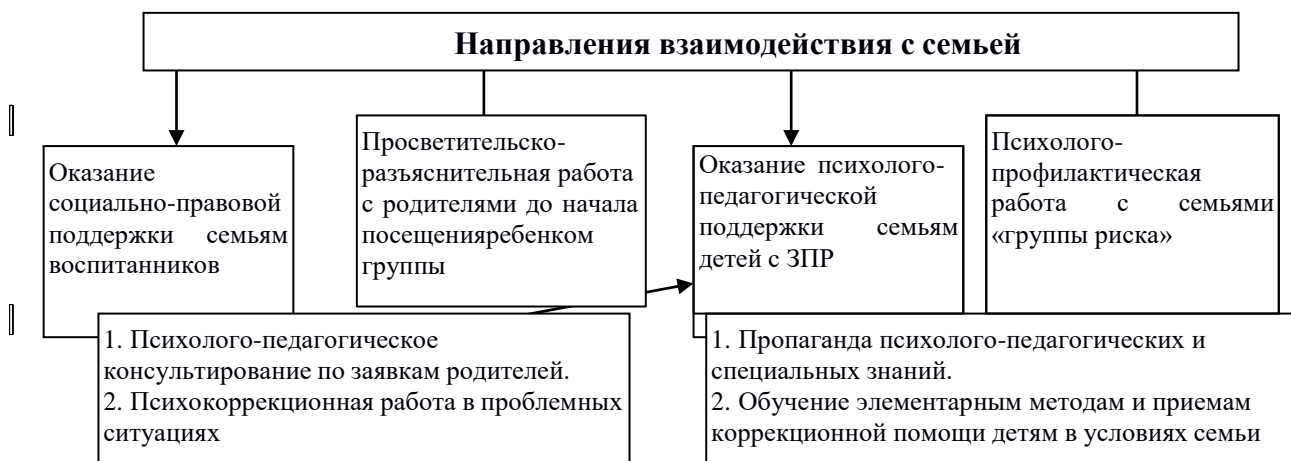 Направления взаимодействия с семьей
Оказание
социально-правовой
поддержки семьям
воспитанников
Просветительско-
разъяснительная работа
с родителями до начала
посещенияребенком
группы
Оказание психолого-
педагогической
поддержки семьям
детей с ЗПР
Психолого-
профилактическая
работа с семьями
«группы риска»
1. Психолого-педагогическое
консультирование по заявкам родителей.
2. Психокоррекционная работа в проблемных
ситуациях
1. Пропаганда психолого-педагогических и
специальных знаний.
2. Обучение элементарным методам и приемам
коррекционной помощи детям в условиях семьи